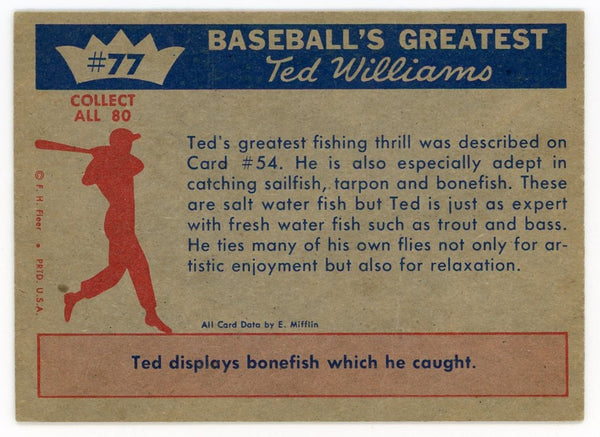 #77
BASEBALL'S GREATEST
Ted Williams
COLLECT
ALL 80
Ted's greatest fishing thrill was described on
Card #54. He is also especially adept in
catching sailfish, tarpon and bonefish. These
are salt water fish but Ted is just as expert
with fresh water fish such as trout and bass.
He ties many of his own flies not only for ar-
tistic enjoyment but also for relaxation.
© F. H. Fleer • PRTD. U.S.A.
All Card Data by E. Mifflin
Ted displays bonefish which he caught.